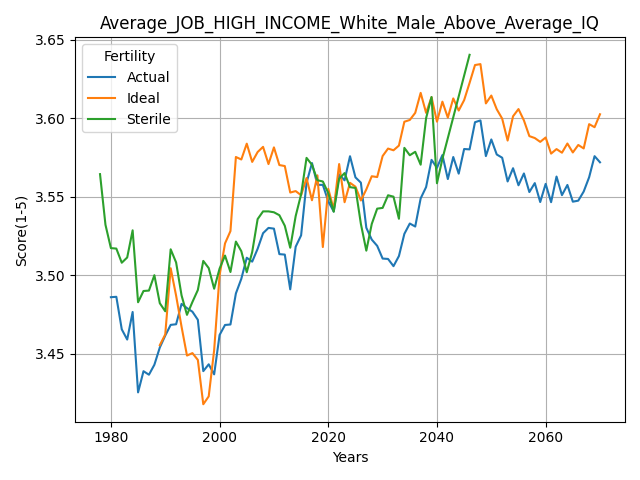 Average_JOB_HIGH_INCOME_White_Male_Above_Average_IQ
Fertility
Actual
Ideal
Sterile
Score(1-5)
3.65
3.60
3.55
3.50
3.45
1980 2000 2020 2040 2060
Years